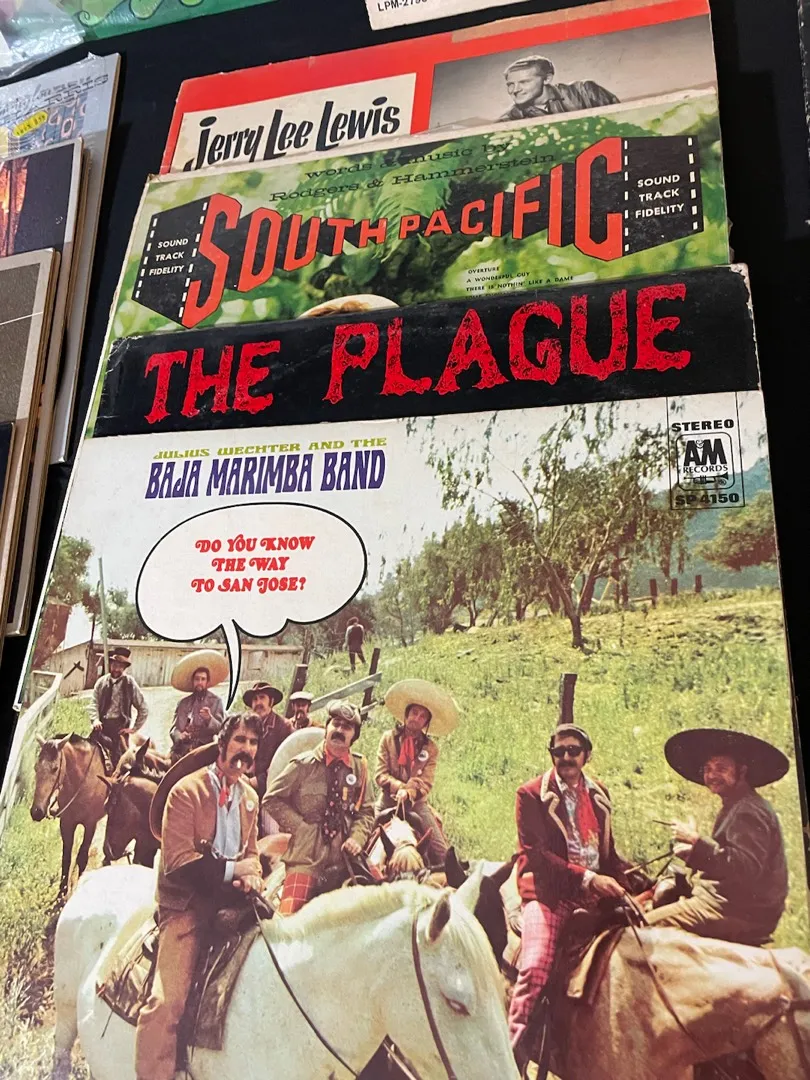 Jerry Lee Lewis
words & music by
Rodgers & Hammerstein
SOUTH PACIFIC
SOUND
TRACK
FIDELITY
SOUND
TRACK
FIDELITY
OVERTURE
A WONDERFUL GUY
THERE IS NOTHIN' LIKE A DAME
THE PLAGUE
JULIUS WECHTER AND THE
BAJA MARIMBA BAND
STEREO
A&M
RECORDS
SP 4150
DO YOU KNOW
THE WAY
TO SAN JOSE?